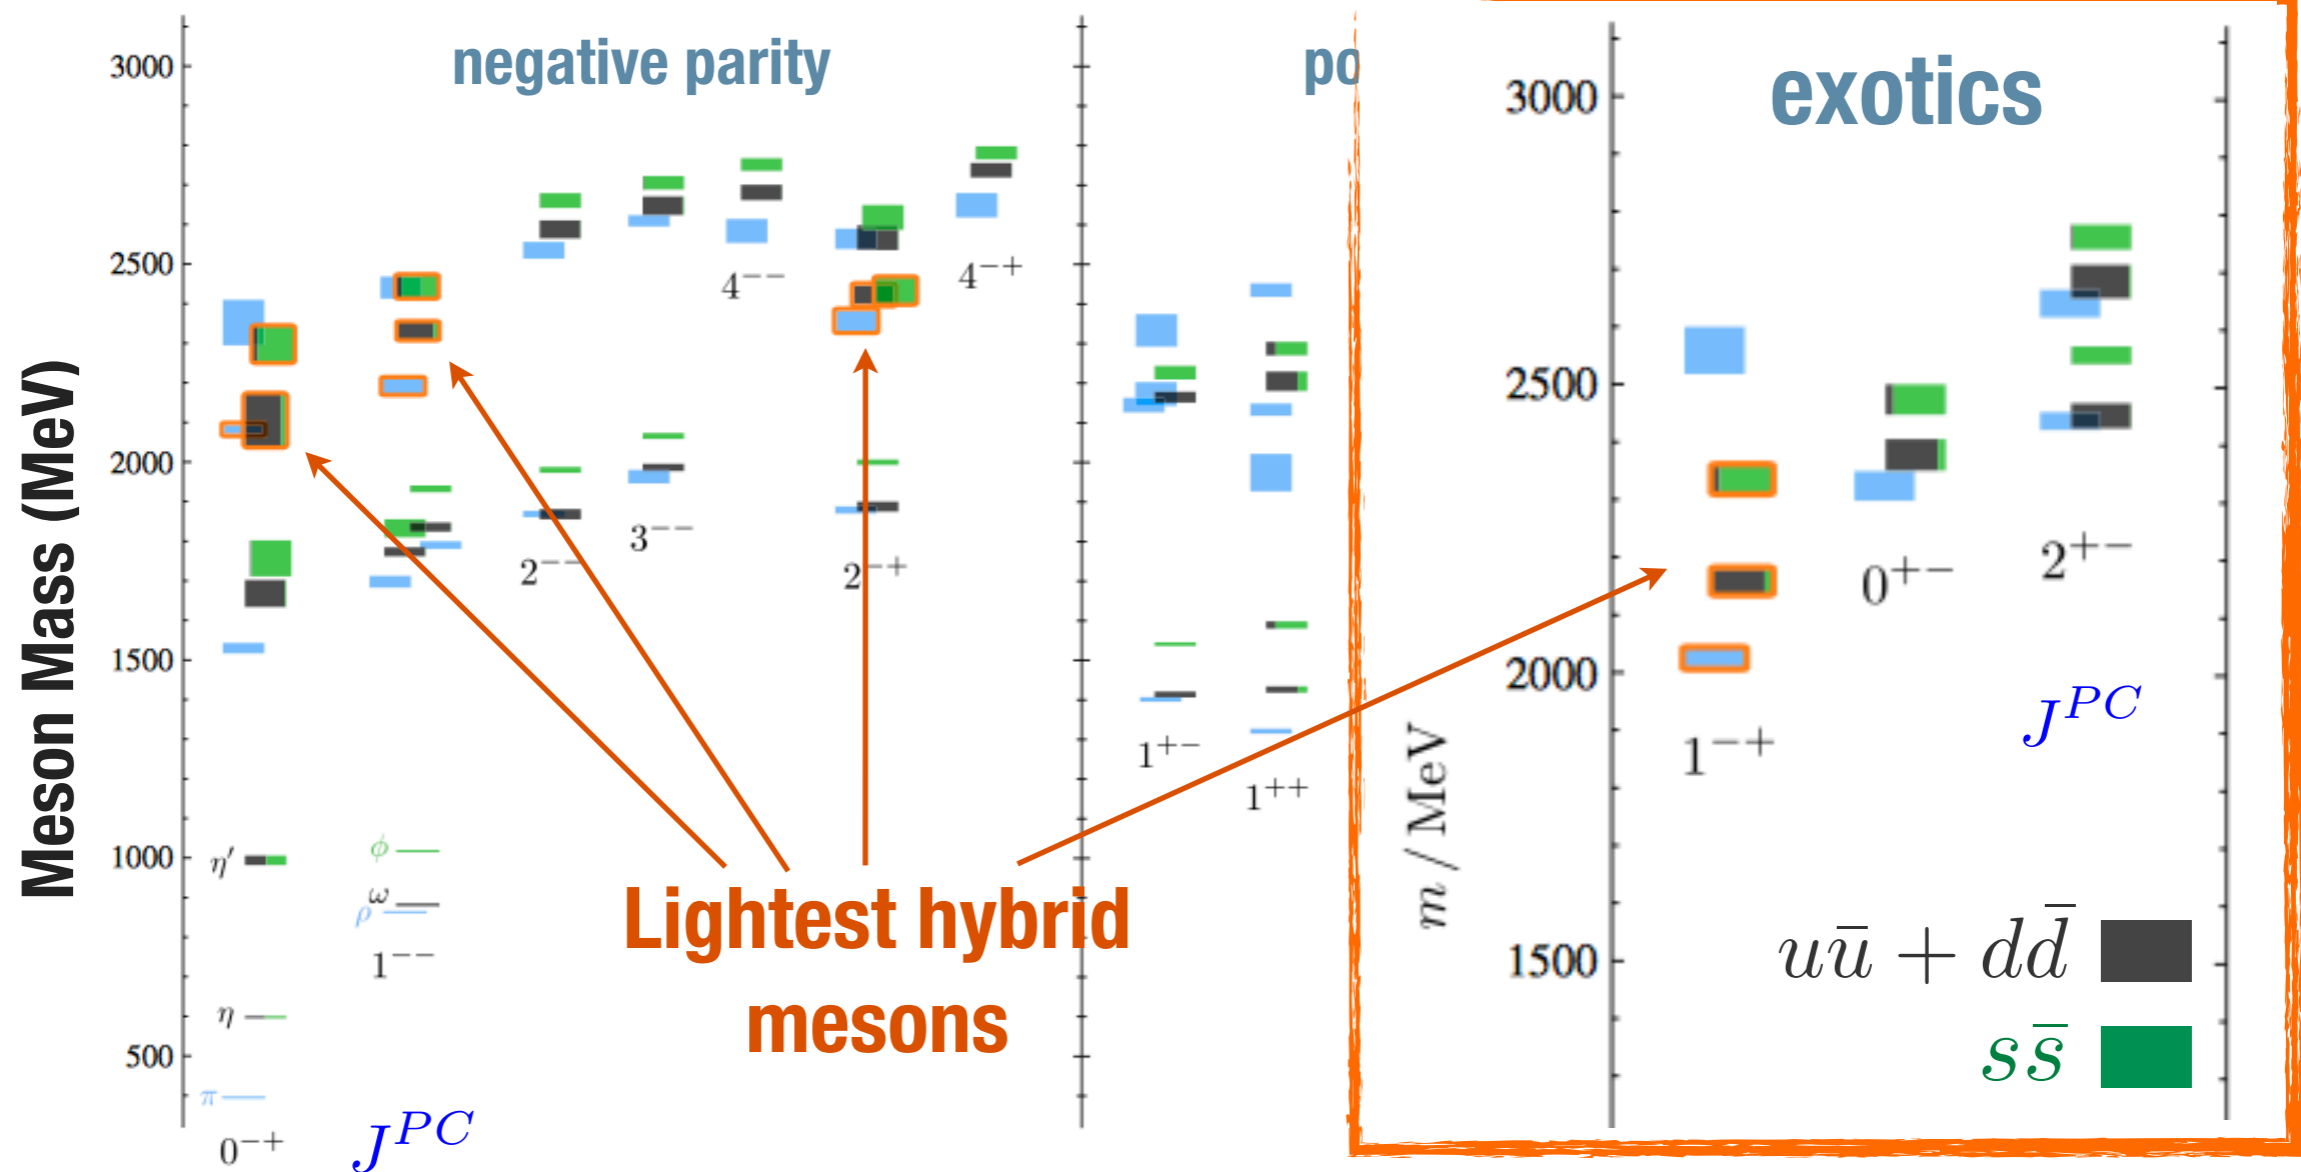 negative parity
po
exotics
Meson Mass (MeV)
3000
2500
2000
1500
1000
500
4⁻⁻
4⁻⁺
3⁻⁻
2⁻⁻
2⁻⁺
η′
ϕ
ω
ρ
1⁻⁻
η
π
0⁻⁺
J^{PC}
1⁺⁻
1⁺⁺
Lightest hybrid
mesons
3000
2500
2000
1500
m / MeV
1⁻⁺
0⁺⁻
2⁺⁻
J^{PC}
uū + dd̄
ss̄